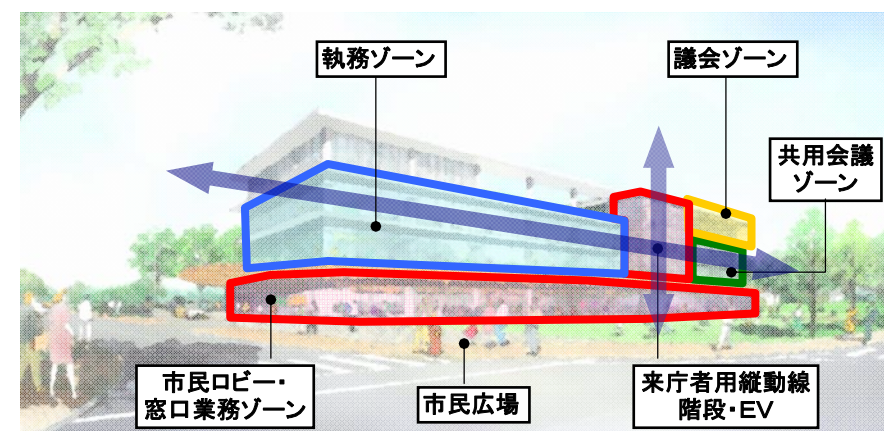 執務ゾーン
議会ゾーン
共用会議
ゾーン
市民ロビー・
窓口業務ゾーン
市民広場
来庁者用縦動線
階段・EV